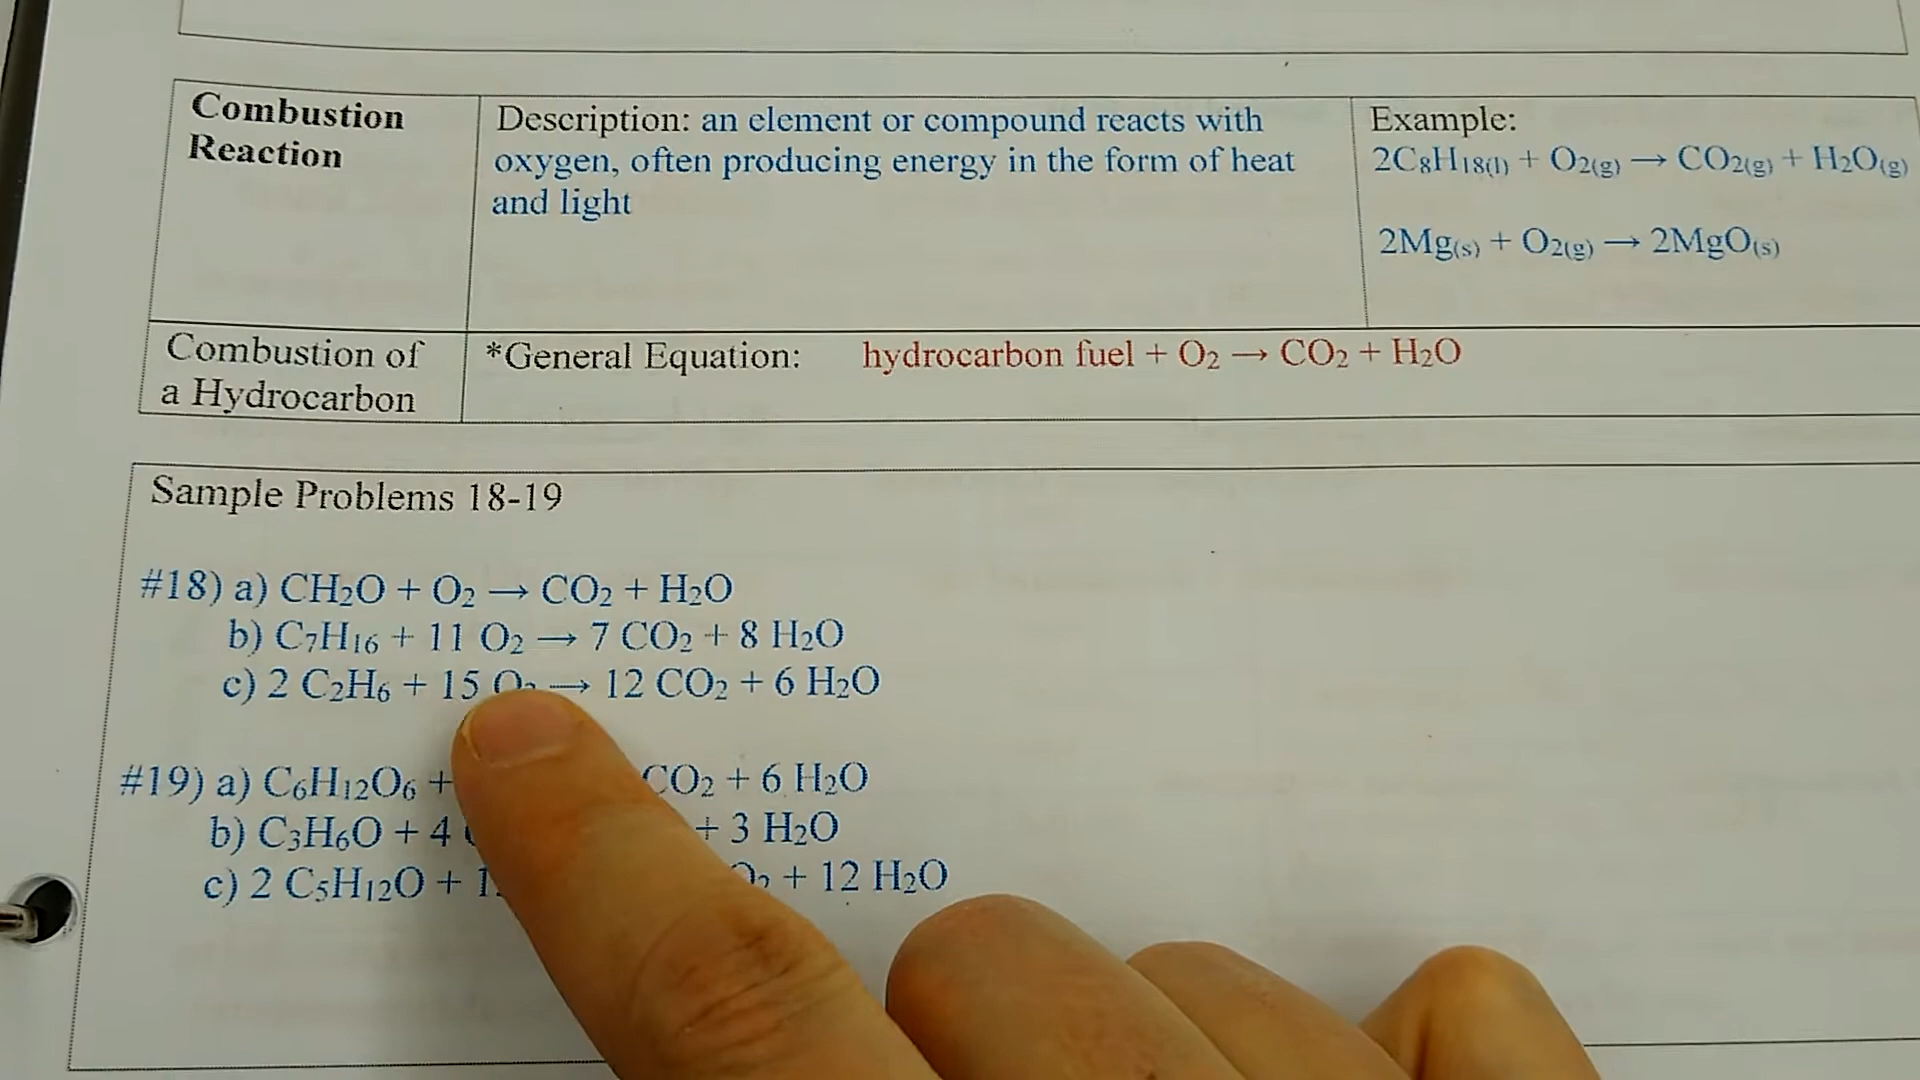 Combustion
Reaction
Description: an element or compound reacts with
oxygen, often producing energy in the form of heat
and light
Example:
2C₈H₁₈₍ₗ₎ + O₂₍g₎ → CO₂₍g₎ + H₂O₍g₎
2Mg₍ₛ₎ + O₂₍g₎ → 2MgO₍ₛ₎
Combustion of
a Hydrocarbon
*General Equation: hydrocarbon fuel + O₂ → CO₂ + H₂O
Sample Problems 18-19
#18) a) CH₂O + O₂ → CO₂ + H₂O
b) C₇H₁₆ + 11 O₂ → 7 CO₂ + 8 H₂O
c) 2 C₂H₆ + 15 O₂ → 12 CO₂ + 6 H₂O
#19) a) C₆H₁₂O₆ + CO₂ + 6 H₂O
b) C₃H₆O + 4 + 3 H₂O
c) 2 C₅H₁₂O + + 12 H₂O